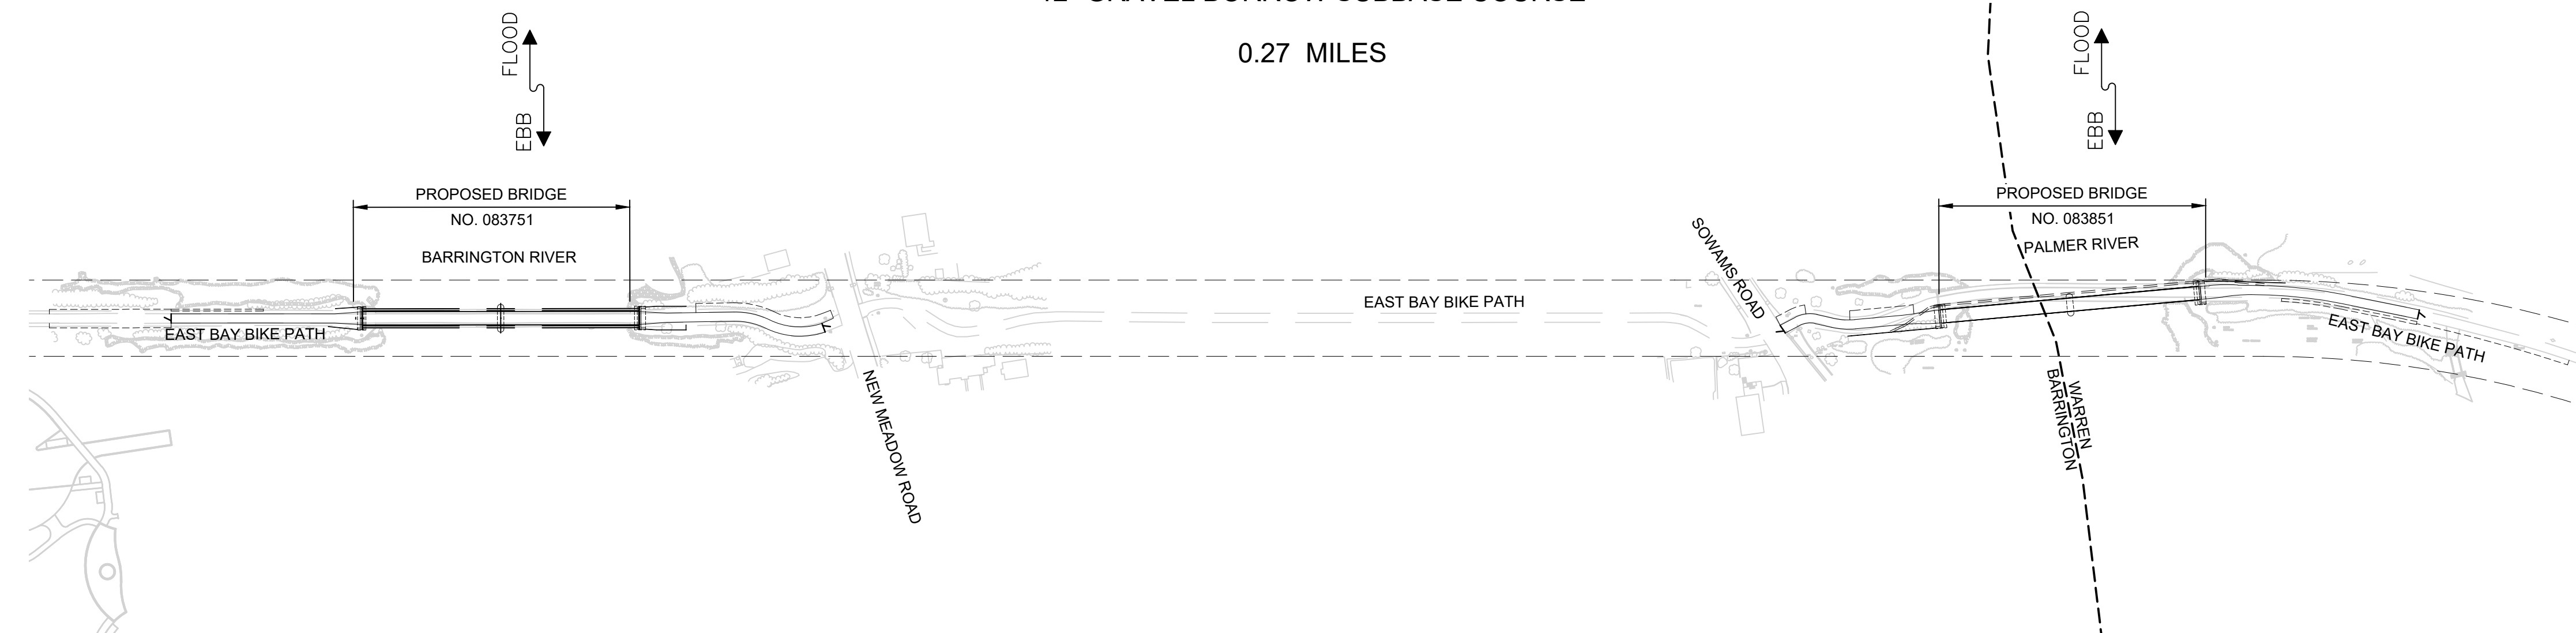 0.27 MILES
FLOOD
EBB
FLOOD
EBB
PROPOSED BRIDGE
NO. 083751
BARRINGTON RIVER
PROPOSED BRIDGE
NO. 083851
PALMER RIVER
SOWAMS ROAD
EAST BAY BIKE PATH
EAST BAY BIKE PATH
EAST BAY BIKE PATH
NEW MEADOW ROAD
WARREN
BARRINGTON